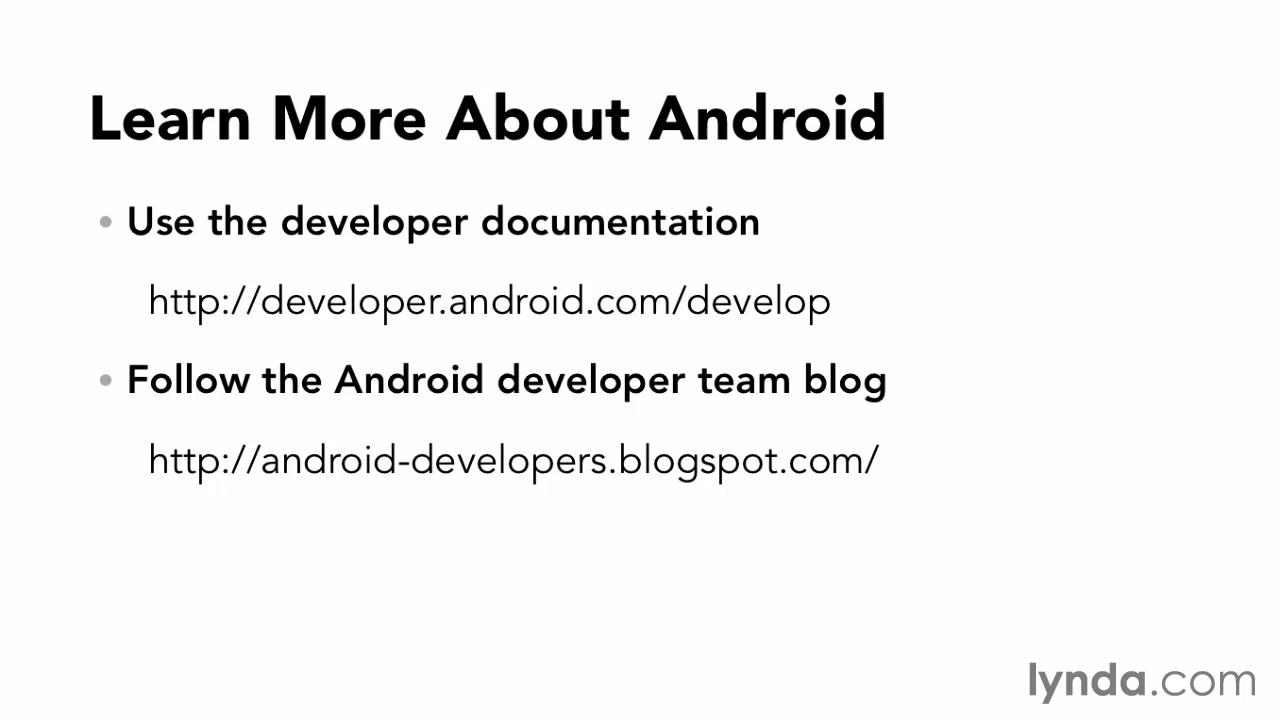 Learn More About Android
• Use the developer documentation
http://developer.android.com/develop
• Follow the Android developer team blog
http://android-developers.blogspot.com/
lynda.com